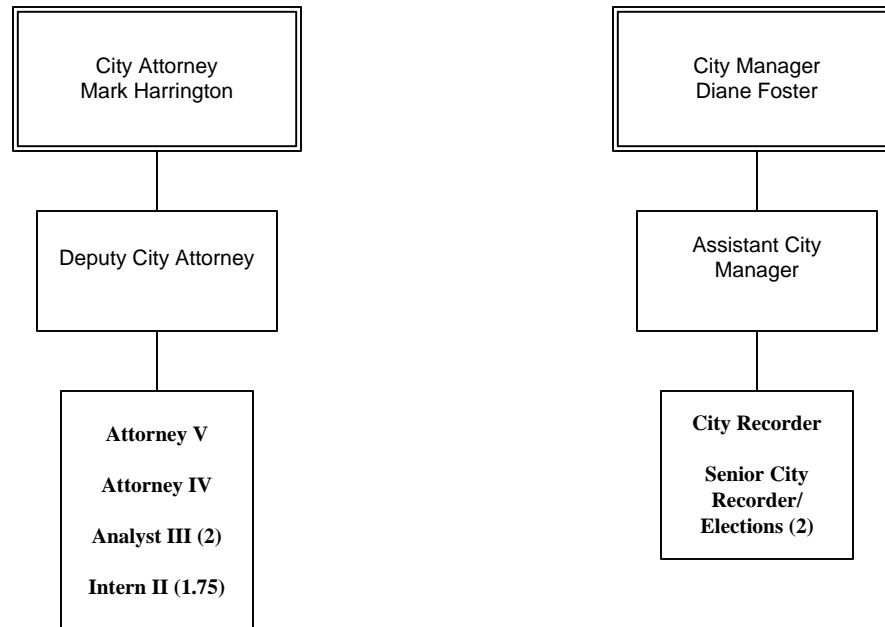 City Attorney
Mark Harrington
Deputy City Attorney
Attorney V
Attorney IV
Analyst III (2)
Intern II (1.75)
City Manager
Diane Foster
Assistant City
Manager
City Recorder
Senior City
Recorder/
Elections (2)